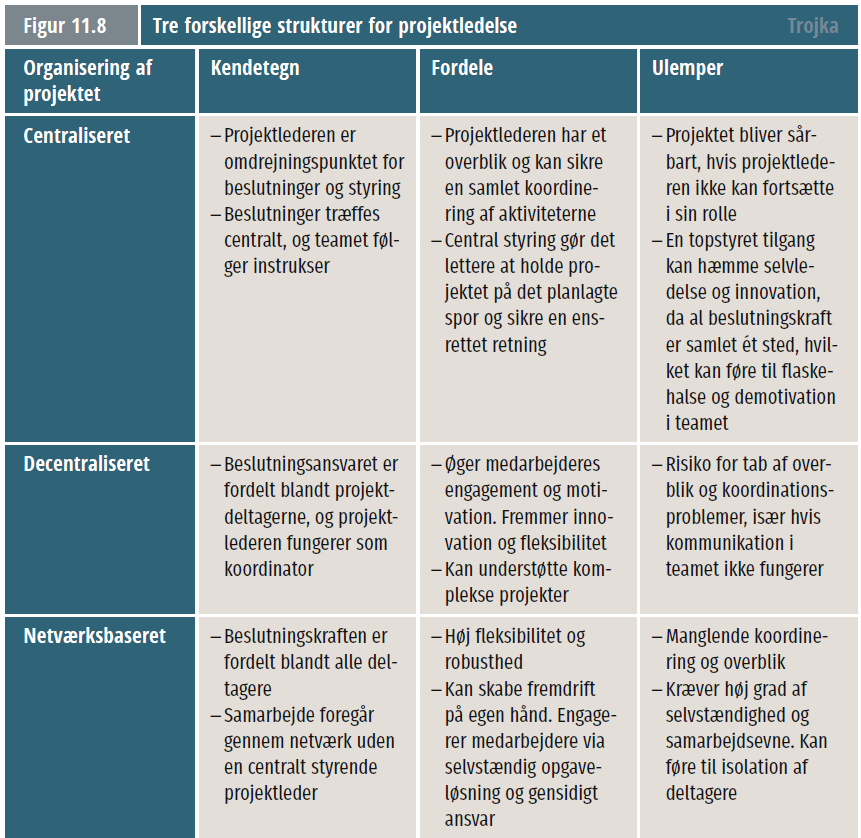 Figur 11.8
Tre forskellige strukturer for projektledelse
Trojka
Organisering af
projektet
Kendetegn
Fordele
Ulemper
Centraliseret
– Projektlederen er
omdrejningspunktet for
beslutninger og styring
– Beslutninger træffes
centralt, og teamet føl-
ger instrukser
– Projektlederen har et
overblik og kan sikre
en samlet koordine-
ring af aktiviteterne
– Central styring gør det
lettere at holde pro-
jektet på det planlagte
spor og sikre en ens-
rettet retning
– Projektet bliver sår-
bart, hvis projektlede-
ren ikke kan fortsætte
i sin rolle
– En topstyret tilgang
kan hæmme selvle-
delse og innovation,
da al beslutningskraft
er samlet ét sted, hvil-
ket kan føre til flaske-
halse og demotivation
i teamet
Decentraliseret
– Beslutningsansvaret er
fordelt blandt projekt-
deltagerne, og projekt-
lederen fungerer som
koordinator
– Øger medarbejderes
engagement og moti-
vation. Fremmer inno-
vation og fleksibilitet
– Kan understøtte kom-
plekse projekter
– Risiko for tab af over-
blik og koordinations-
problemer, især hvis
kommunikation i
teamet ikke fungerer
Netværksbaseret
– Beslutningskraften er
fordelt blandt alle del-
tagere
– Samarbejde foregår
gennem netværk uden
en centralt styrende
projektleder
– Høj fleksibilitet og
robusthed
– Kan skabe fremdrift
på egen hånd. Engage-
rer medarbejdere via
selvstændig opgave-
løsning og gensidigt
ansvar
– Manglende koordine-
ring og overblik
– Kræver høj grad af
selvstændighed og
samarbejdsevne. Kan
føre til isolation af
deltagere